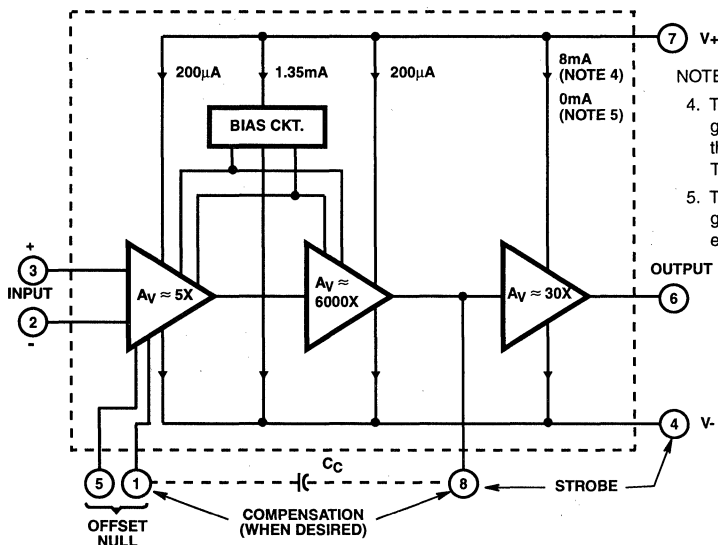 7 V+
200µA
1.35mA
200µA
8mA
(NOTE 4)
0mA
(NOTE 5)
BIAS CKT.
NOTE
4. T
g
th
T
5. T
g
e
+
3
INPUT
2
-
AV ≈ 5X
AV ≈
6000X
AV ≈ 30X
OUTPUT
6
4 V-
CC
5
1
8
STROBE
OFFSET
NULL
COMPENSATION
(WHEN DESIRED)